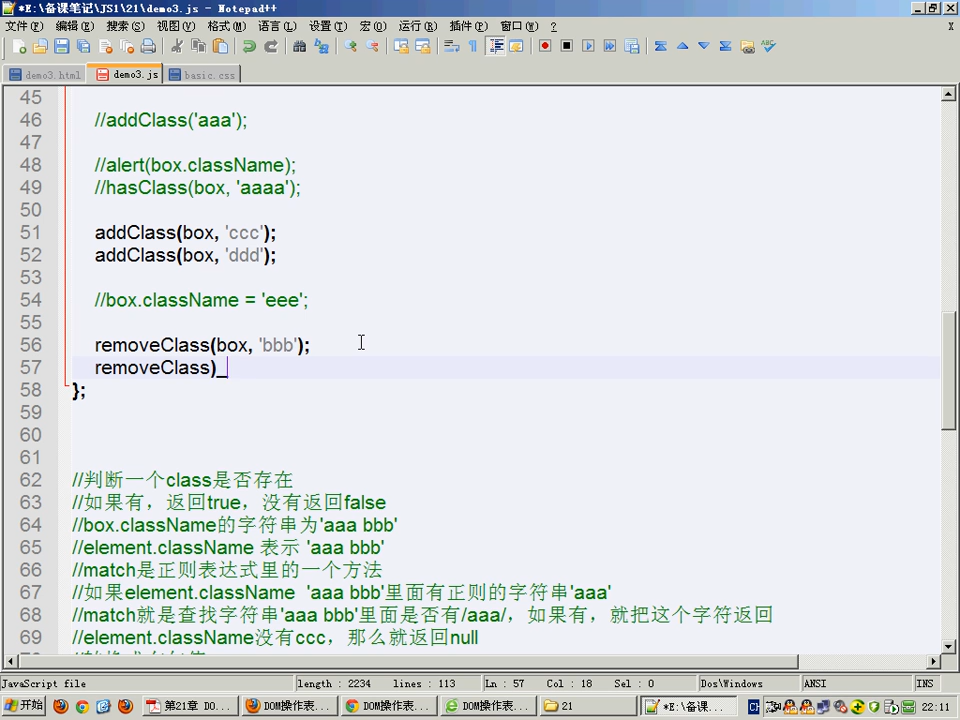 *E:\备课笔记\JS1\21\demo3.js - Notepad++
文件(F) 编辑(E) 搜索(S) 视图(V) 格式(M) 语言(L) 设置(T) 宏(O) 运行(R) 插件(P) 窗口(W) ? X
demo3.html demo3.js basic.css
45
46 //addClass('aaa');
47
48 //alert(box.className);
49 //hasClass(box, 'aaaa');
50
51 addClass(box, 'ccc');
52 addClass(box, 'ddd');
53
54 //box.className = 'eee';
55
56 removeClass(box, 'bbb');
57 removeClass)_
58 };
59
60
61
62 //判断一个class是否存在
63 //如果有，返回true，没有返回false
64 //box.className的字符串为'aaa bbb'
65 //element.className 表示 'aaa bbb'
66 //match是正则表达式里的一个方法
67 //如果element.className 'aaa bbb'里面有正则的字符串'aaa'
68 //match就是查找字符串'aaa bbb'里面是否有/aaa/，如果有，就把这个字符返回
69 //element.className没有ccc，那么就返回null
JavaScript file length : 2234 lines : 113 Ln : 57 Col : 18 Sel : 0 Dos\Windows ANSI INS
开始 第21章 DO... DOM操作表... DOM操作表... DOM操作表... 21 *E:\备课... CH 22:11